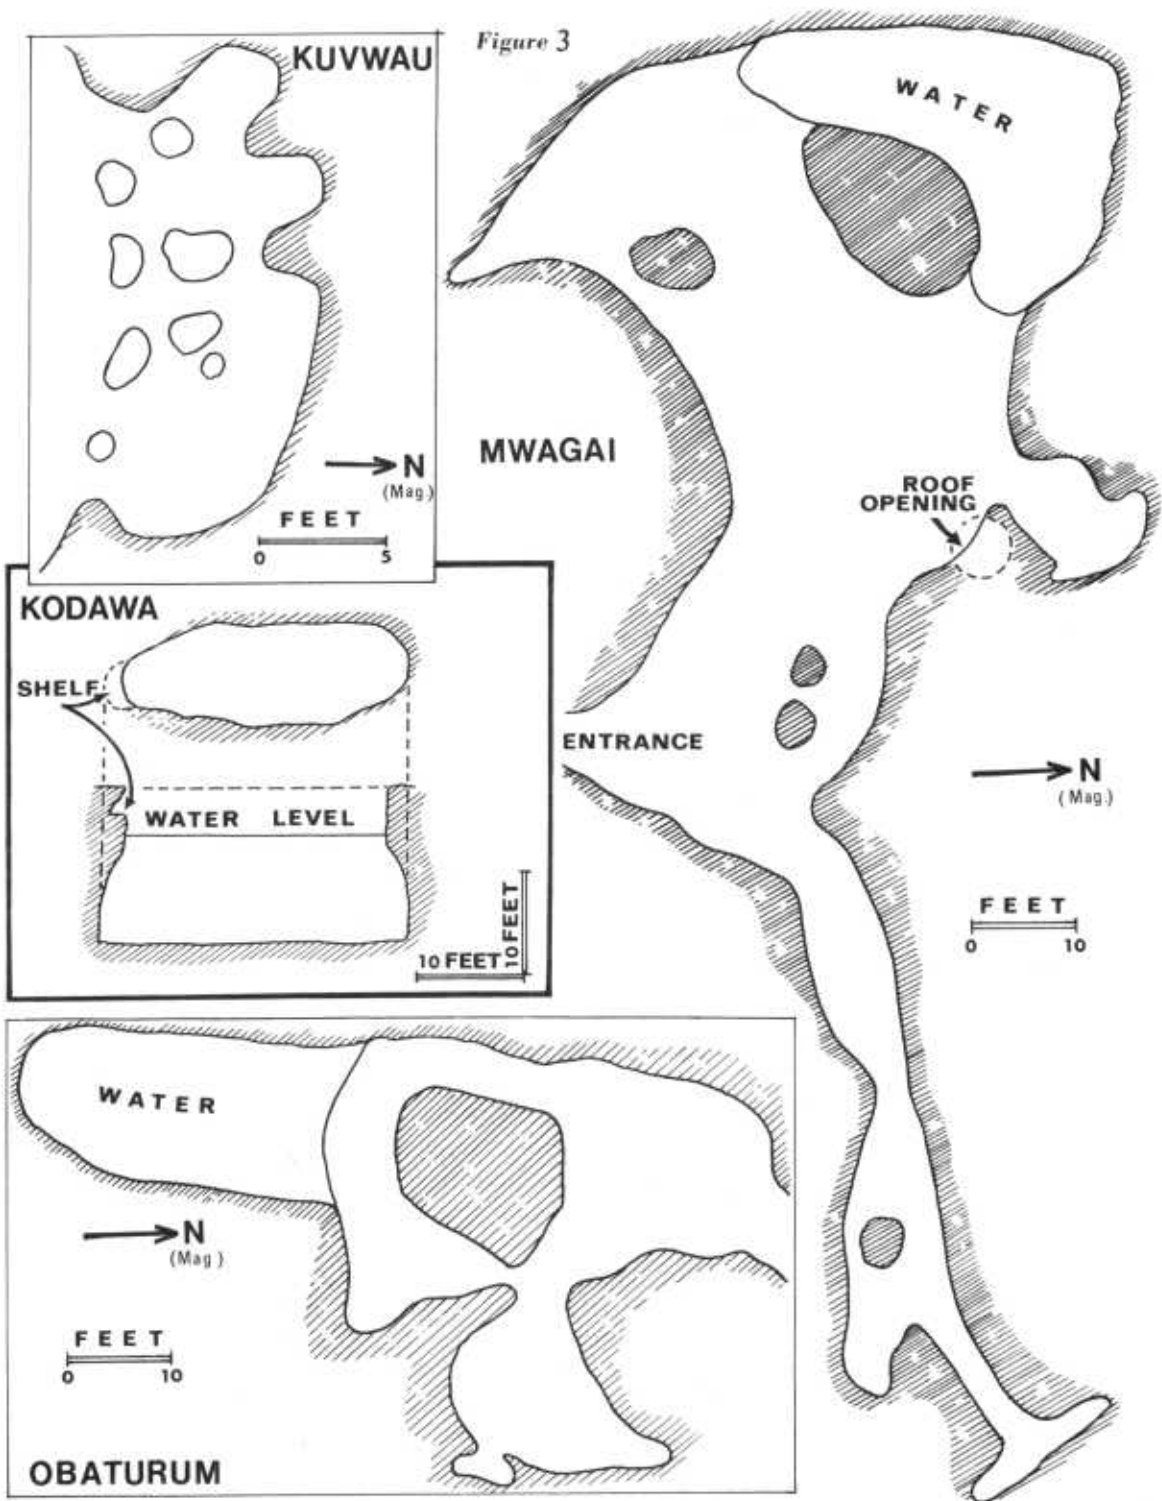 Figure 3
KUVWAU
N
(Mag.)
FEET
0 5
WATER
MWAGAI
ROOF
OPENING
ENTRANCE
N
(Mag.)
FEET
0 10
KODAWA
SHELF
WATER LEVEL
10 FEET
10 FEET
WATER
N
(Mag.)
FEET
0 10
OBATURUM